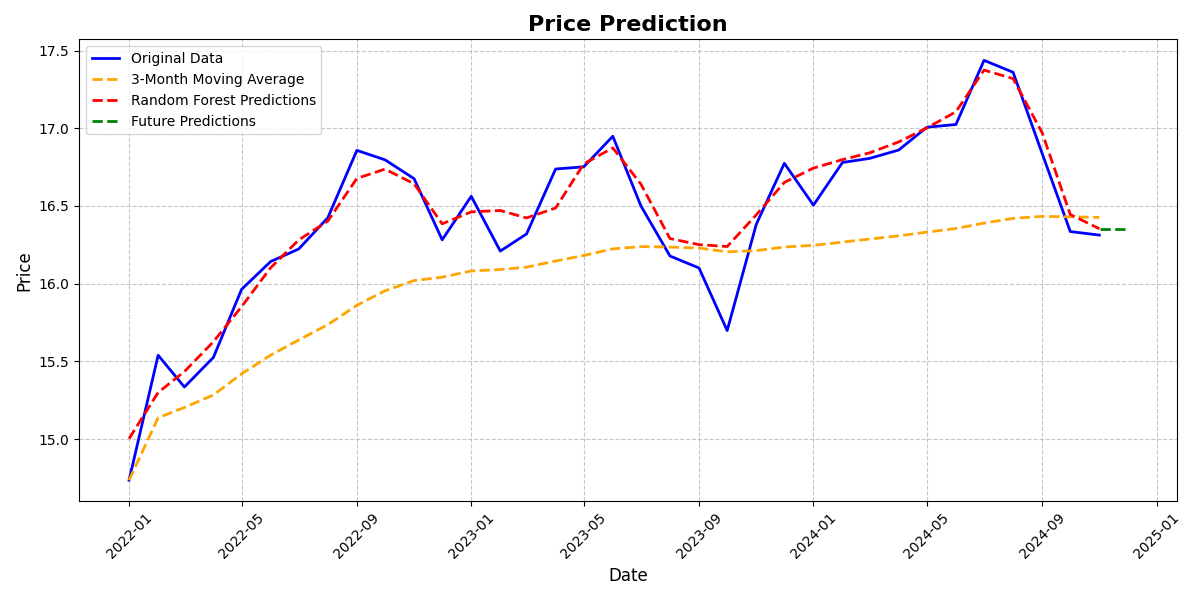 Price Prediction
Original Data
3-Month Moving Average
Random Forest Predictions
Future Predictions
Price
17.5
17.0
16.5
16.0
15.5
15.0
2022-01
2022-05
2022-09
2023-01
2023-05
2023-09
2024-01
2024-05
2024-09
2025-01
Date